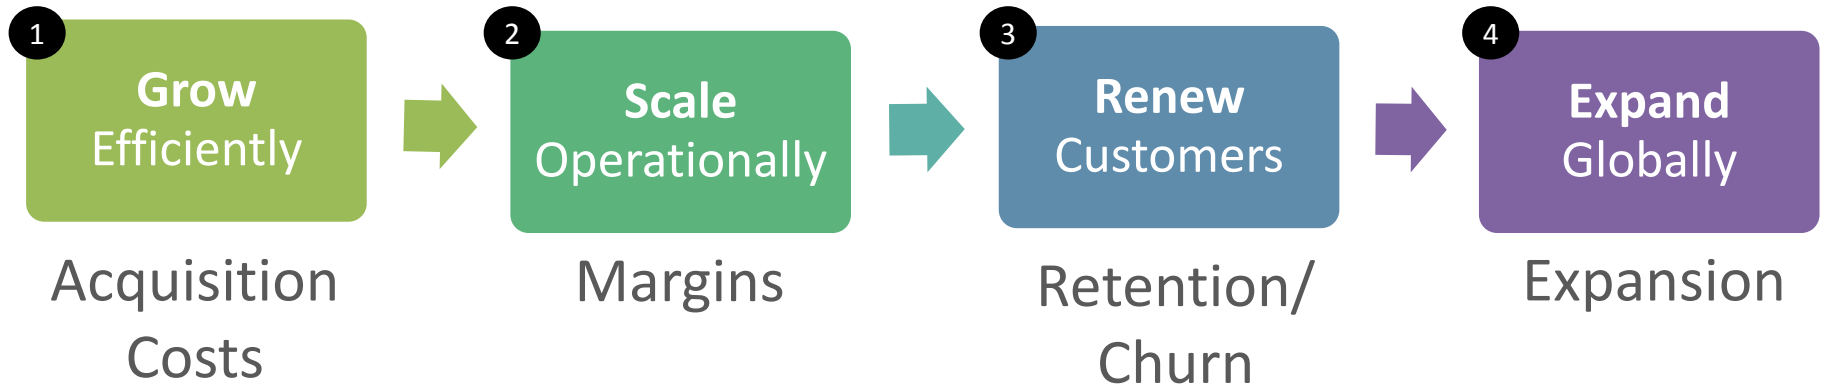 1
Grow
Efficiently
Acquisition
Costs
2
Scale
Operationally
Margins
3
Renew
Customers
Retention/
Churn
4
Expand
Globally
Expansion